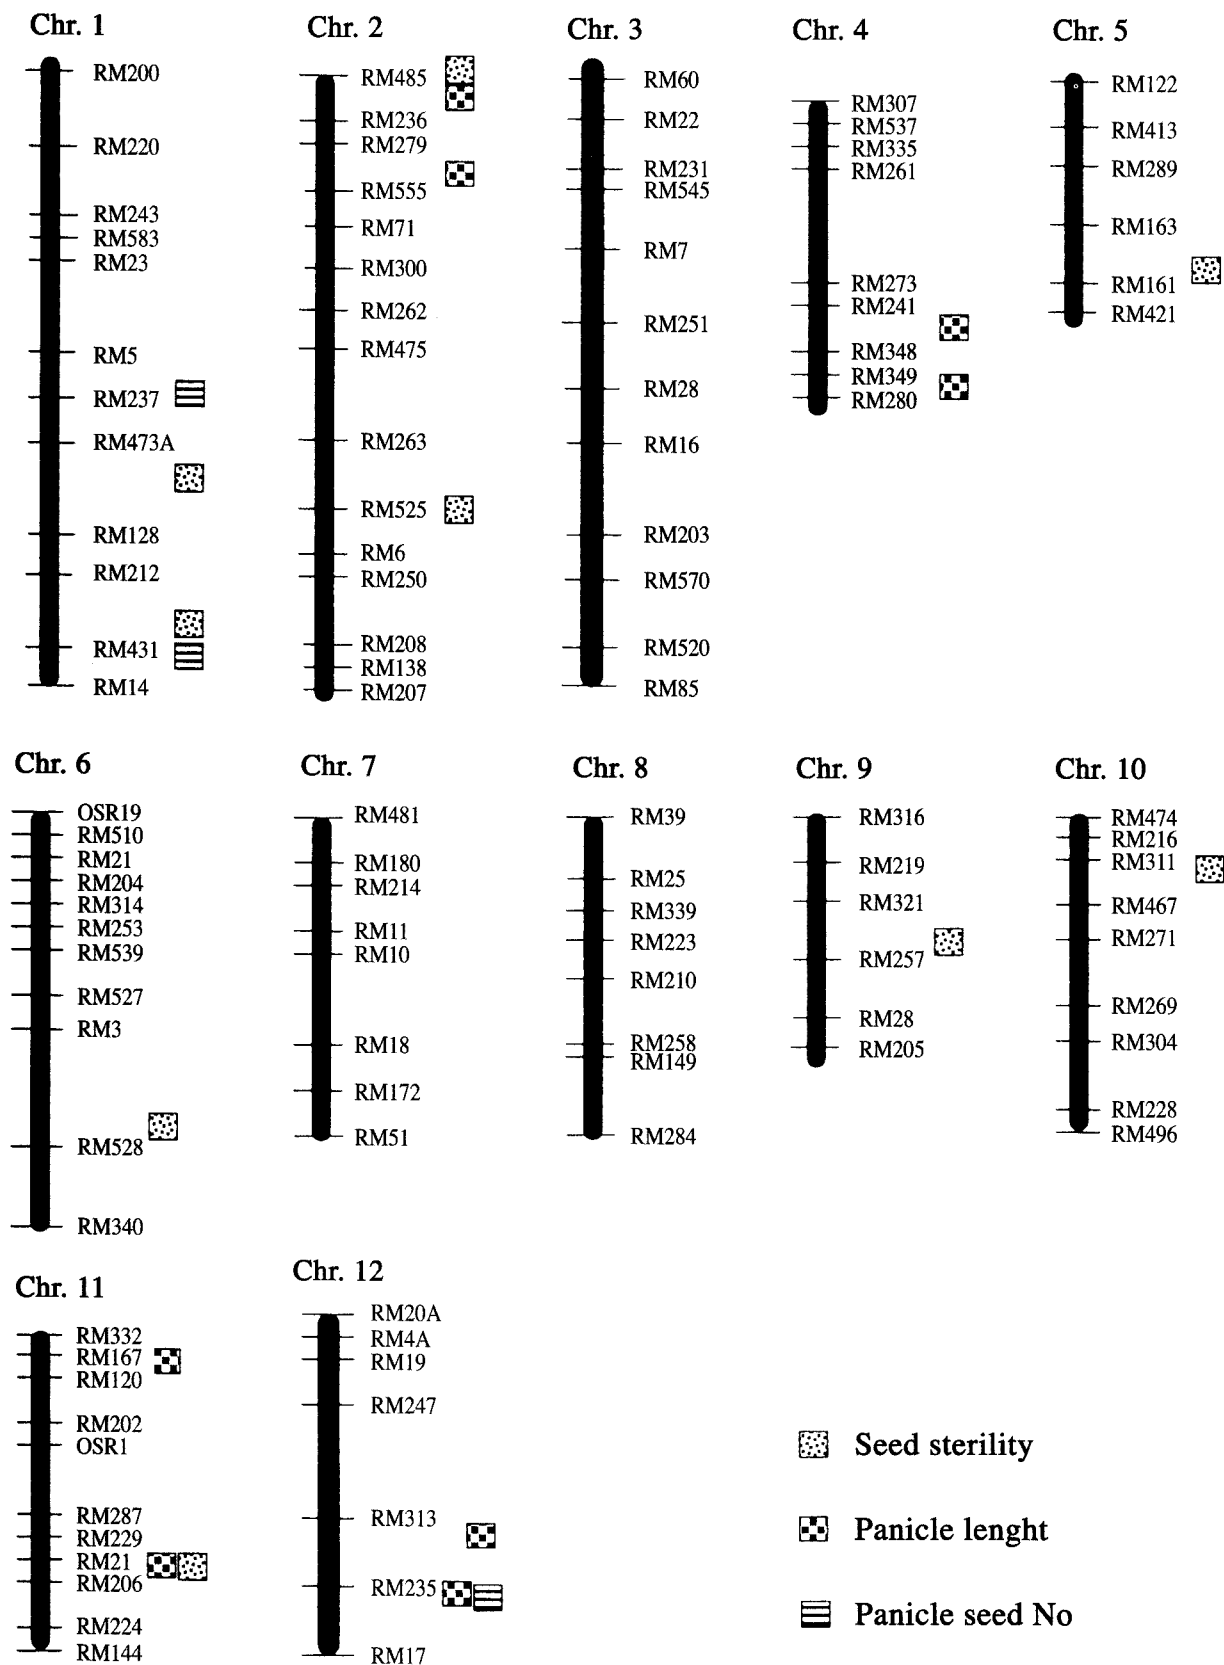 Chr. 1
RM200
RM220
RM243
RM583
RM23
RM5
RM237
RM473A
RM128
RM212
RM431
RM14
Chr. 2
RM485
RM236
RM279
RM555
RM71
RM300
RM262
RM475
RM263
RM525
RM6
RM250
RM208
RM138
RM207
Chr. 3
RM60
RM22
RM231
RM545
RM7
RM251
RM28
RM16
RM203
RM570
RM520
RM85
Chr. 4
RM307
RM537
RM335
RM261
RM273
RM241
RM348
RM349
RM280
Chr. 5
RM122
RM413
RM289
RM163
RM161
RM421
Chr. 6
OSR19
RM510
RM21
RM204
RM314
RM253
RM539
RM527
RM3
RM528
RM340
Chr. 7
RM481
RM180
RM214
RM11
RM10
RM18
RM172
RM51
Chr. 8
RM39
RM25
RM339
RM223
RM210
RM258
RM149
RM284
Chr. 9
RM316
RM219
RM321
RM257
RM28
RM205
Chr. 10
RM474
RM216
RM311
RM467
RM271
RM269
RM304
RM228
RM496
Chr. 11
RM332
RM167
RM120
RM202
OSR1
RM287
RM229
RM21
RM206
RM224
RM144
Chr. 12
RM20A
RM4A
RM19
RM247
RM313
RM235
RM17
Seed sterility
Panicle lenght
Panicle seed No